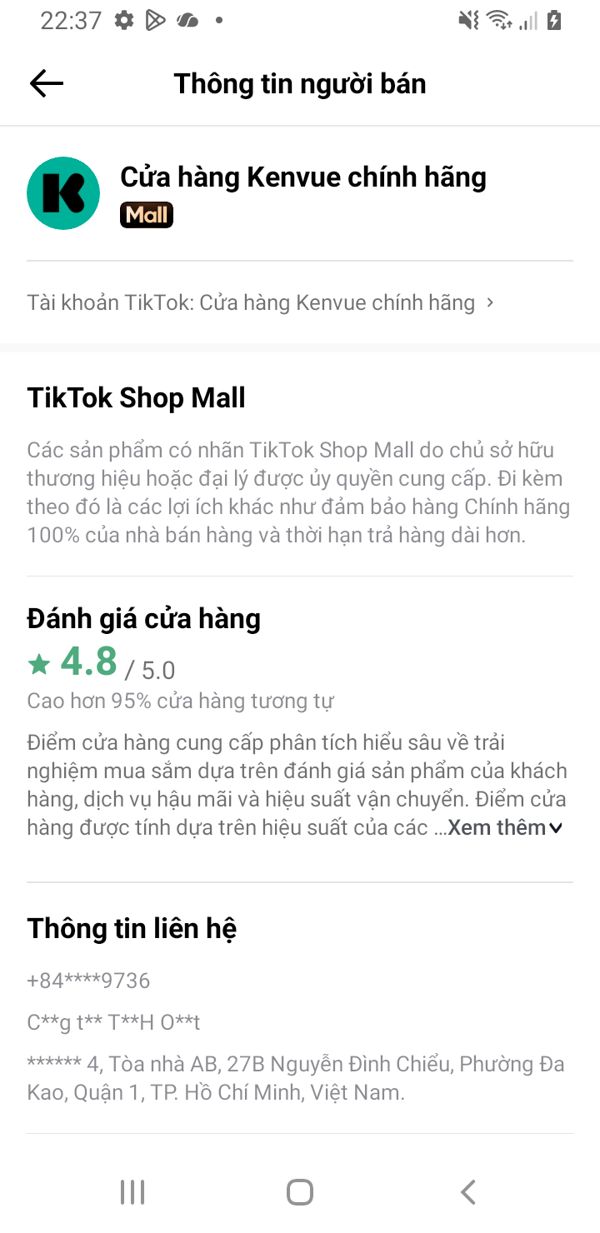 22:37
Thông tin người bán
Cửa hàng Kenvue chính hãng
Mall
Tài khoản TikTok: Cửa hàng Kenvue chính hãng
TikTok Shop Mall
Các sản phẩm có nhãn TikTok Shop Mall do chủ sở hữu
thương hiệu hoặc đại lý được ủy quyền cung cấp. Đi kèm
theo đó là các lợi ích khác như đảm bảo hàng Chính hãng
100% của nhà bán hàng và thời hạn trả hàng dài hơn.
Đánh giá cửa hàng
4.8 / 5.0
Cao hơn 95% cửa hàng tương tự
Điểm cửa hàng cung cấp phân tích hiểu sâu về trải
nghiệm mua sắm dựa trên đánh giá sản phẩm của khách
hàng, dịch vụ hậu mãi và hiệu suất vận chuyển. Điểm cửa
hàng được tính dựa trên hiệu suất của các ...Xem thêm
Thông tin liên hệ
+84****9736
C**g t** T**H O**t
****** 4, Tòa nhà AB, 27B Nguyễn Đình Chiểu, Phường Đa
Kao, Quận 1, TP. Hồ Chí Minh, Việt Nam.